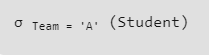 σ Team = 'A' (Student)